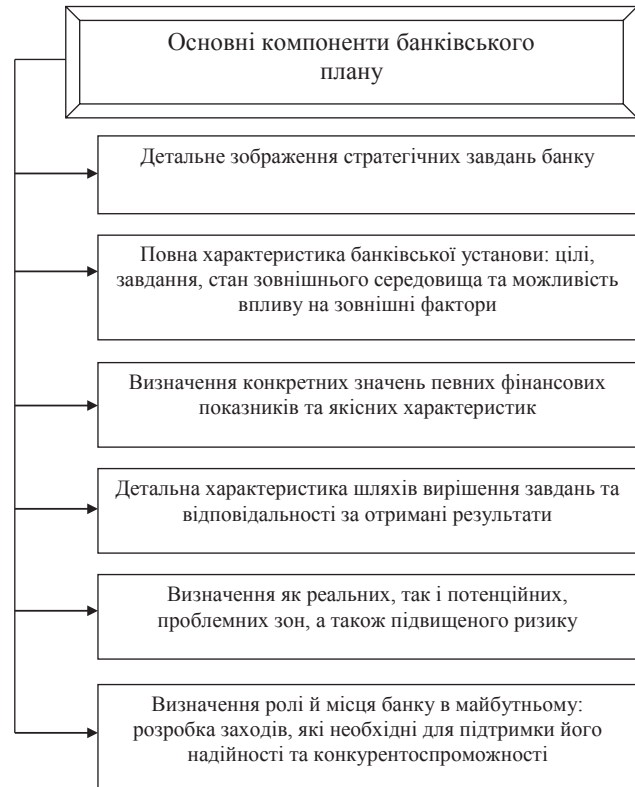 Основні компоненти банківського
плану
Детальне зображення стратегічних завдань банку
Повна характеристика банківської установи: цілі,
завдання, стан зовнішнього середовища та можливість
впливу на зовнішні фактори
Визначення конкретних значень певних фінансових
показників та якісних характеристик
Детальна характеристика шляхів вирішення завдань та
відповідальності за отримані результати
Визначення як реальних, так і потенційних,
проблемних зон, а також підвищеного ризику
Визначення ролі й місця банку в майбутньому:
розробка заходів, які необхідні для підтримки його
надійності та конкурентоспроможності